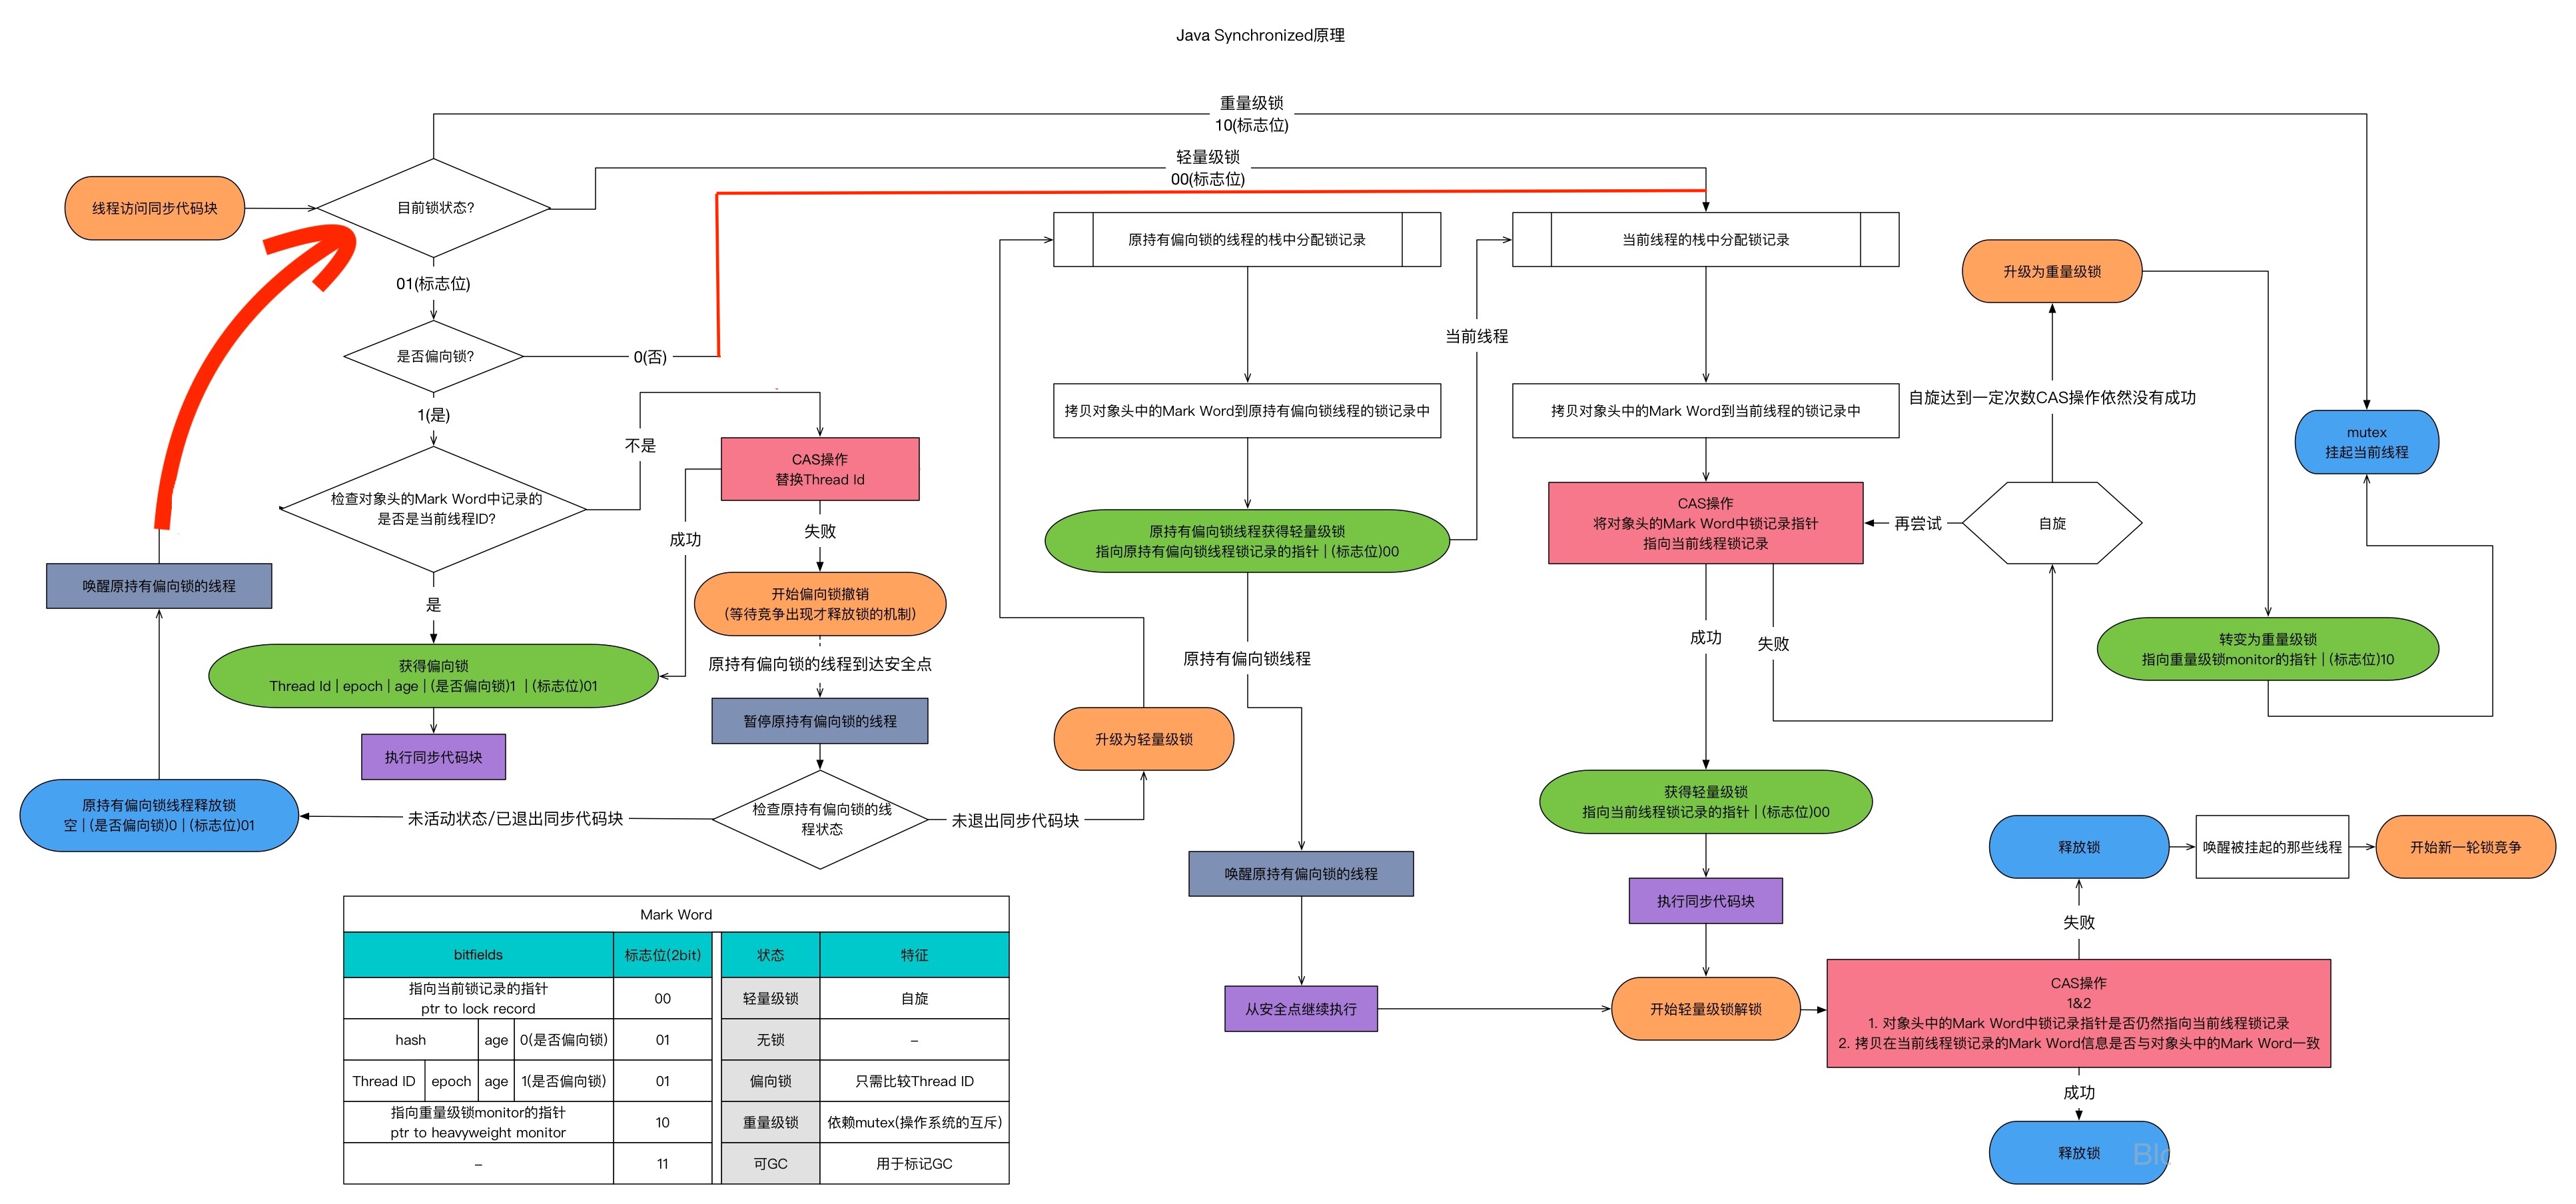 Java Synchronized原理
重量级锁
10(标志位)
轻量级锁
00(标志位)
线程访问同步代码块
目前锁状态?
01(标志位)
是否偏向锁?
0(否)
1(是)
检查对象头的Mark Word中记录的
是否是当前线程ID?
不是
是
CAS操作
替换Thread Id
成功
失败
开始偏向锁撤销
(等待竞争出现才释放锁的机制)
原持有偏向锁的线程到达安全点
暂停原持有偏向锁的线程
检查原持有偏向锁的线
程状态
未活动状态/已退出同步代码块
未退出同步代码块
获得偏向锁
Thread Id | epoch | age | (是否偏向锁)1 | (标志位)01
执行同步代码块
唤醒原持有偏向锁的线程
原持有偏向锁线程释放锁
空 | (是否偏向锁)0 | (标志位)01
升级为轻量级锁
原持有偏向锁的线程的栈中分配锁记录
拷贝对象头中的Mark Word到原持有偏向锁线程的锁记录中
原持有偏向锁线程获得轻量级锁
指向原持有偏向锁线程锁记录的指针 | (标志位)00
当前线程
原持有偏向锁线程
唤醒原持有偏向锁的线程
从安全点继续执行
当前线程的栈中分配锁记录
拷贝对象头中的Mark Word到当前线程的锁记录中
CAS操作
将对象头的Mark Word中锁记录指针
指向当前线程锁记录
再尝试
自旋
自旋达到一定次数CAS操作依然没有成功
升级为重量级锁
mutex
挂起当前线程
转变为重量级锁
指向重量级锁monitor的指针 | (标志位)10
成功
失败
获得轻量级锁
指向当前线程锁记录的指针 | (标志位)00
执行同步代码块
开始轻量级锁解锁
CAS操作
1&2
1. 对象头中的Mark Word中锁记录指针是否仍然指向当前线程锁记录
2. 拷贝在当前线程锁记录的Mark Word信息是否与对象头中的Mark Word一致
失败
释放锁
唤醒被挂起的那些线程
开始新一轮锁竞争
成功
释放锁
Mark Word
bitfields 标志位(2bit) 状态 特征
指向当前锁记录的指针
ptr to lock record 00 轻量级锁 自旋
hash age 0(是否偏向锁) 01 无锁 –
Thread ID epoch age 1(是否偏向锁) 01 偏向锁 只需比较Thread ID
指向重量级锁monitor的指针
ptr to heavyweight monitor 10 重量级锁 依赖mutex(操作系统的互斥)
– 11 可GC 用于标记GC